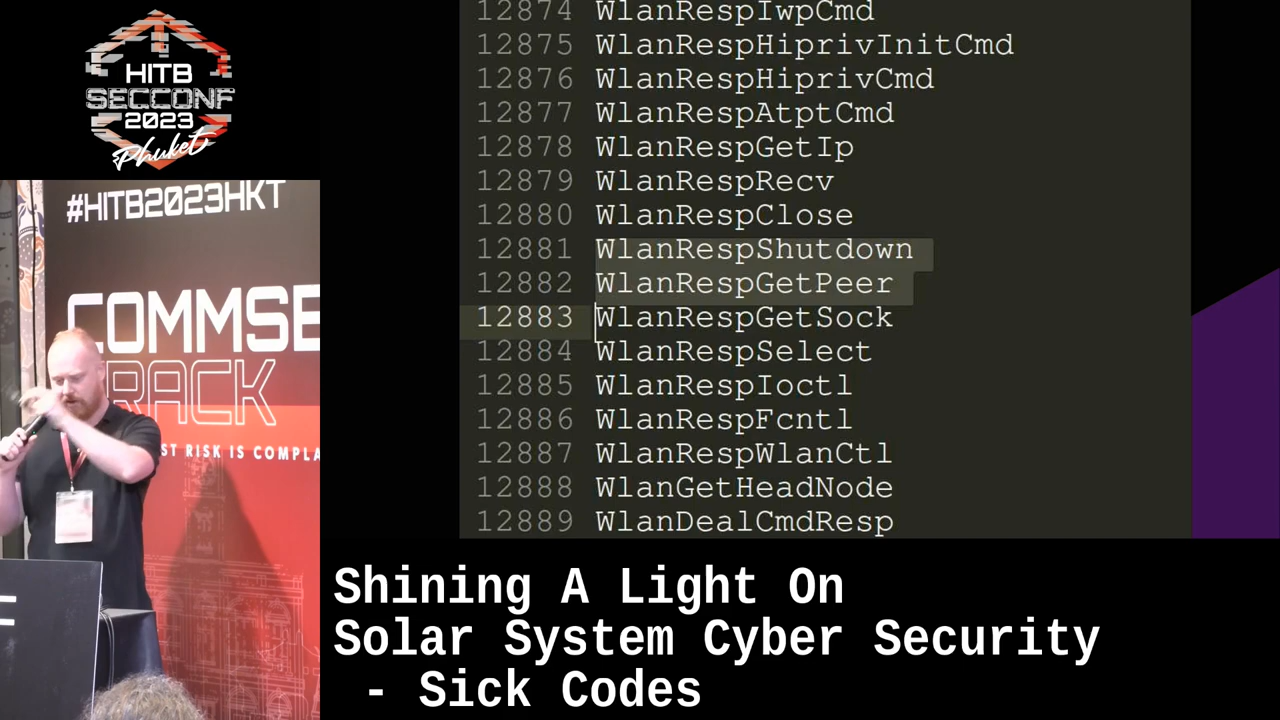 HITB
SECCONF
2023
Phuket
#HITB2023HKT
COMMSE
TRACK
ST RISK IS COMPLA
12874 WlanRespIwpCmd
12875 WlanRespHiprivInitCmd
12876 WlanRespHiprivCmd
12877 WlanRespAtptCmd
12878 WlanRespGetIp
12879 WlanRespRecv
12880 WlanRespClose
12881 WlanRespShutdown
12882 WlanRespGetPeer
12883 WlanRespGetSock
12884 WlanRespSelect
12885 WlanRespIoctl
12886 WlanRespFcntl
12887 WlanRespWlanCtl
12888 WlanGetHeadNode
12889 WlanDealCmdResp
Shining A Light On
Solar System Cyber Security
- Sick Codes